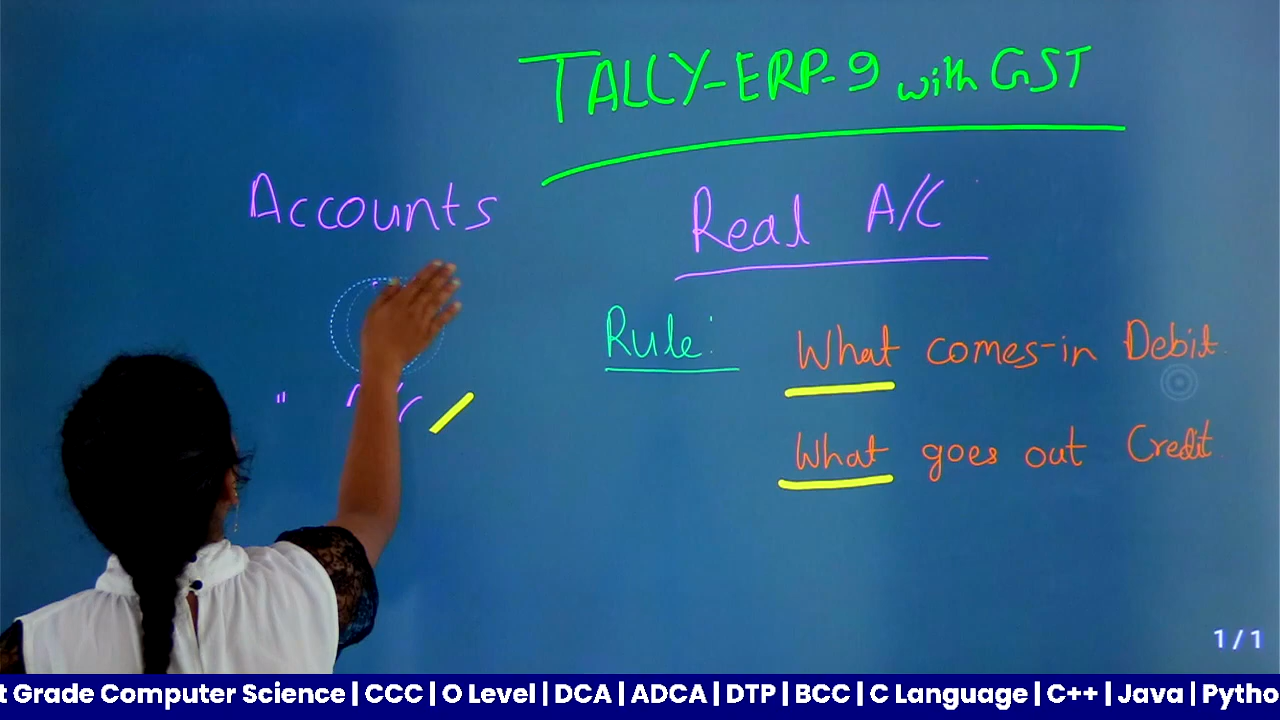 TALLY-ERP-9 with GST
Accounts
Real A/C
Rule:
What comes-in Debit
What goes out Credit
"
1/1
t Grade Computer Science | CCC | O Level | DCA | ADCA | DTP | BCC | C Language | C++ | Java | Pytho